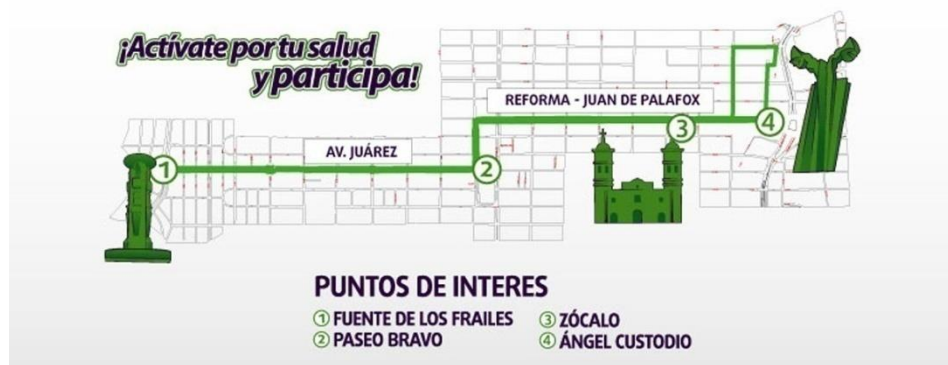 ¡Actívate por tu salud
y participa!
REFORMA - JUAN DE PALAFOX
AV. JUÁREZ
1
2
3
4
PUNTOS DE INTERES
1 FUENTE DE LOS FRAILES
2 PASEO BRAVO
3 ZÓCALO
4 ÁNGEL CUSTODIO